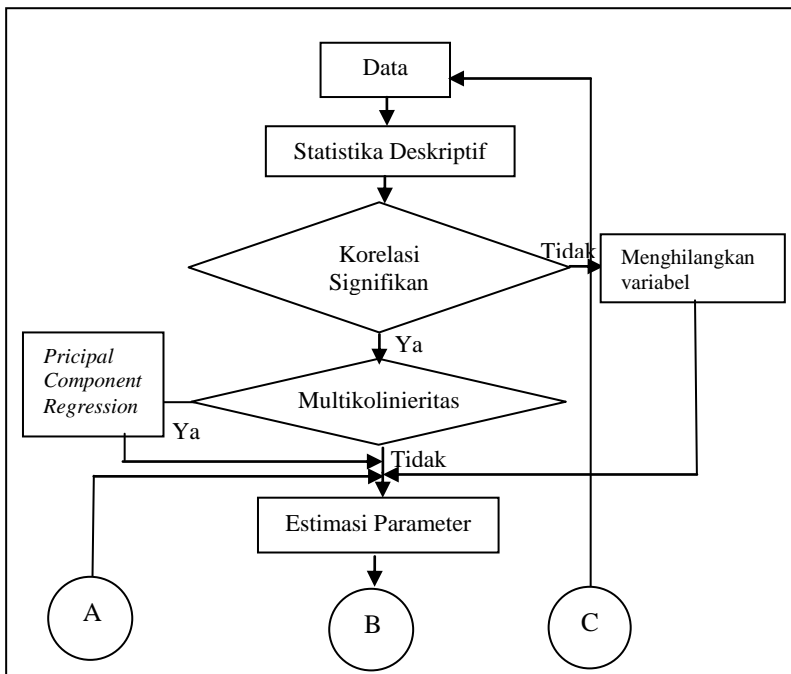 Data
Statistika Deskriptif
Korelasi
Signifikan
Tidak
Menghilangkan
variabel
Ya
Pricipal
Component
Regression
Multikolinieritas
Ya
Tidak
Estimasi Parameter
A
B
C